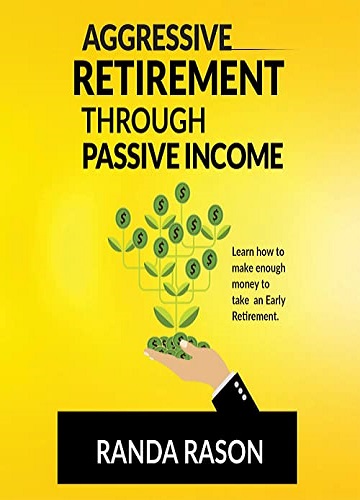 AGGRESSIVE
RETIREMENT
THROUGH
PASSIVE INCOME
$
$
$
$
$
$
$
$
$
$
Learn how to
make enough
money to
take an Early
Retirement.
RANDA RASON